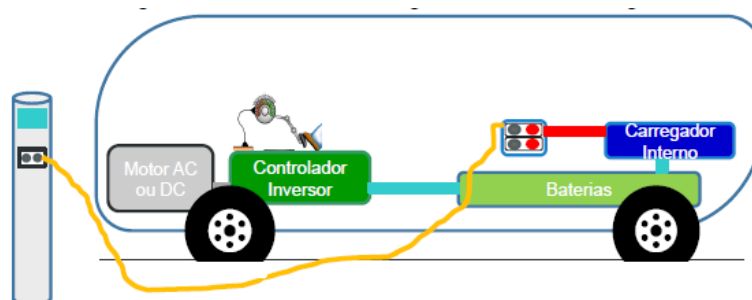 Motor AC
ou DC
Controlador
Inversor
Baterias
Carregador
Interno